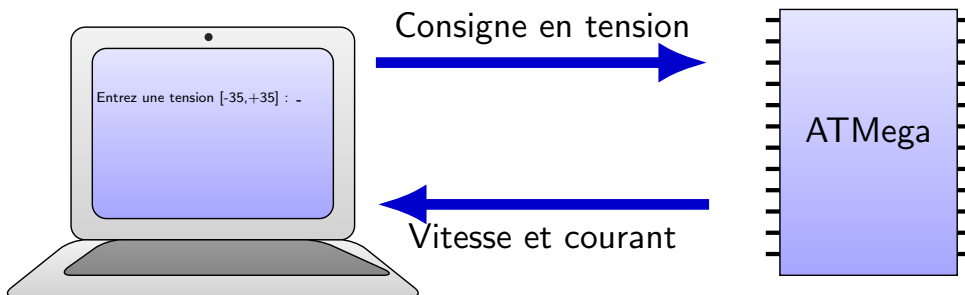 Consigne en tension
Entrez une tension [-35,+35] : _
ATMega
Vitesse et courant